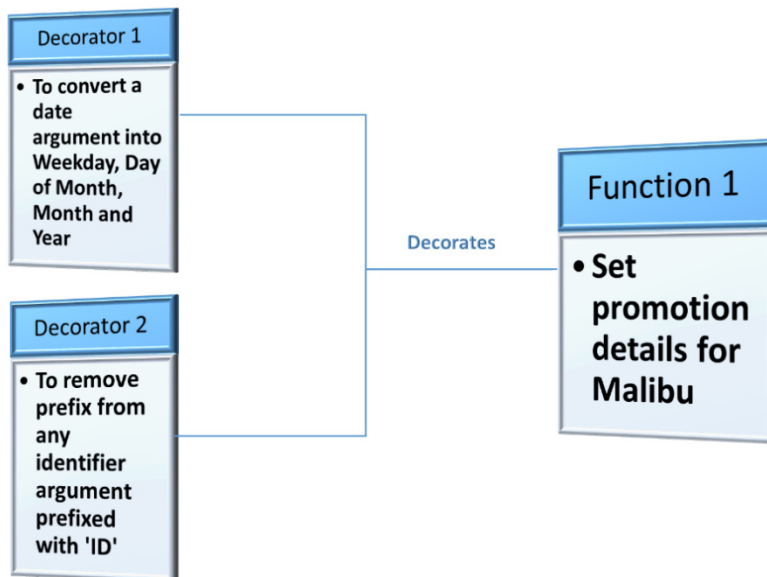 Decorator 1
• To convert a
date
argument into
Weekday, Day
of Month,
Month and
Year
Decorator 2
• To remove
prefix from
any
identifier
argument
prefixed
with 'ID'
Decorates
Function 1
• Set
promotion
details for
Malibu